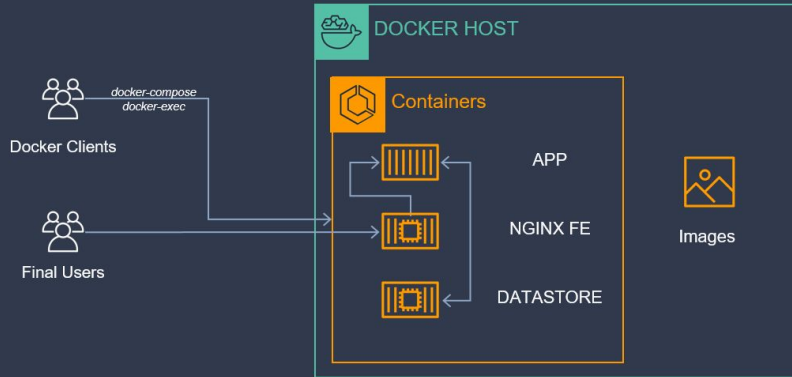 DOCKER HOST
docker-compose
docker-exec
Containers
Docker Clients
APP
NGINX FE
Images
Final Users
DATASTORE